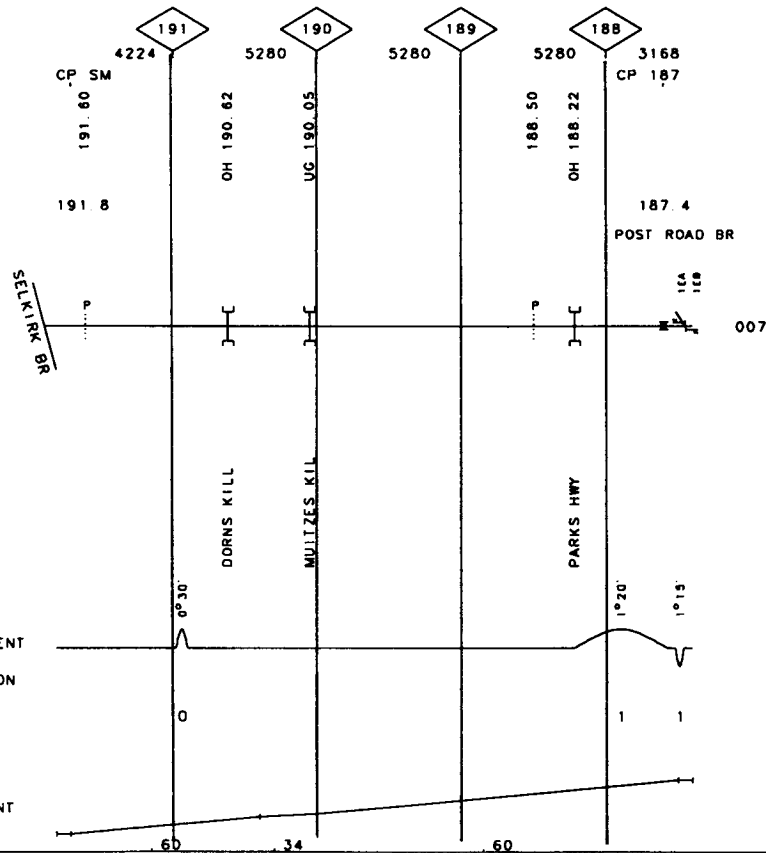 191 190 189 188
4224 5280 5280 5280 3168
CP SM CP 187
191.60 OH 190.62 UG 190.05 188.50 OH 188.22
191.8 187.4
POST ROAD BR
SELKIRK BR
P P
1EA
1EB
007
DORNS KILL MUITZES KIL PARKS HWY
0°30' 1°20' 1°15'
ENT
ON
0 1 1
NT
.60 .34 .60